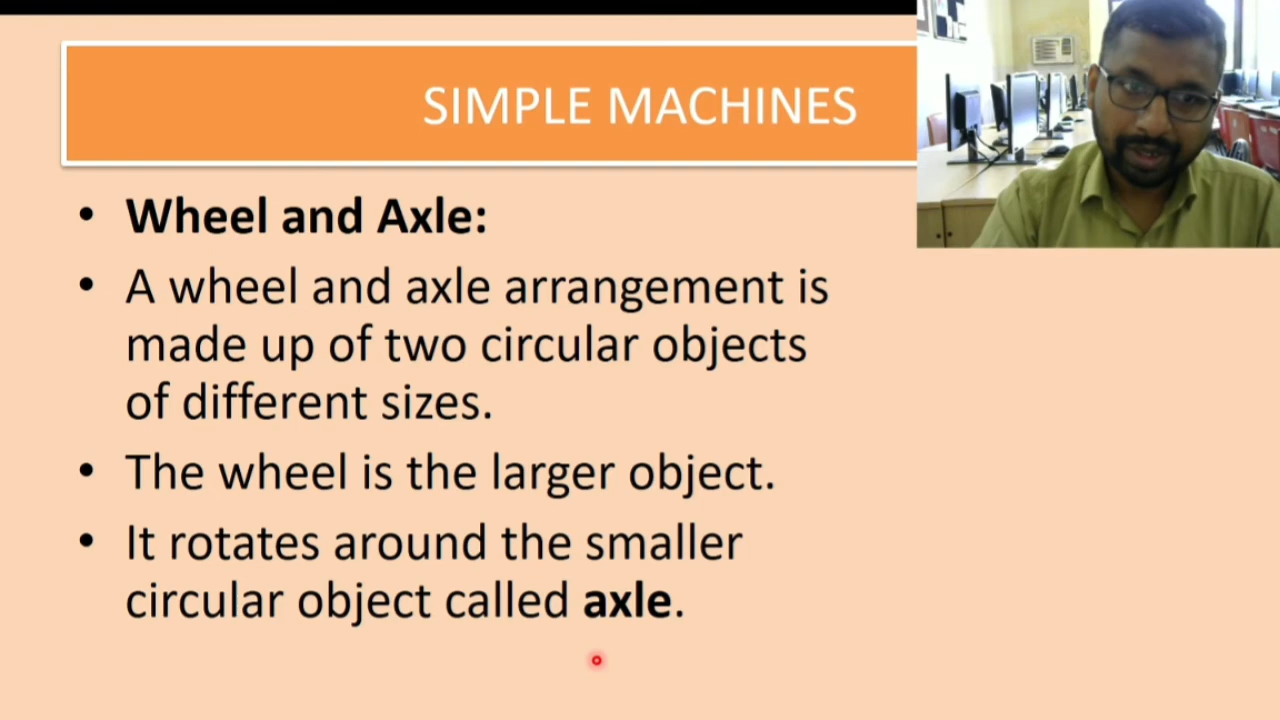 SIMPLE MACHINES
• Wheel and Axle:
• A wheel and axle arrangement is
made up of two circular objects
of different sizes.
• The wheel is the larger object.
• It rotates around the smaller
circular object called axle.